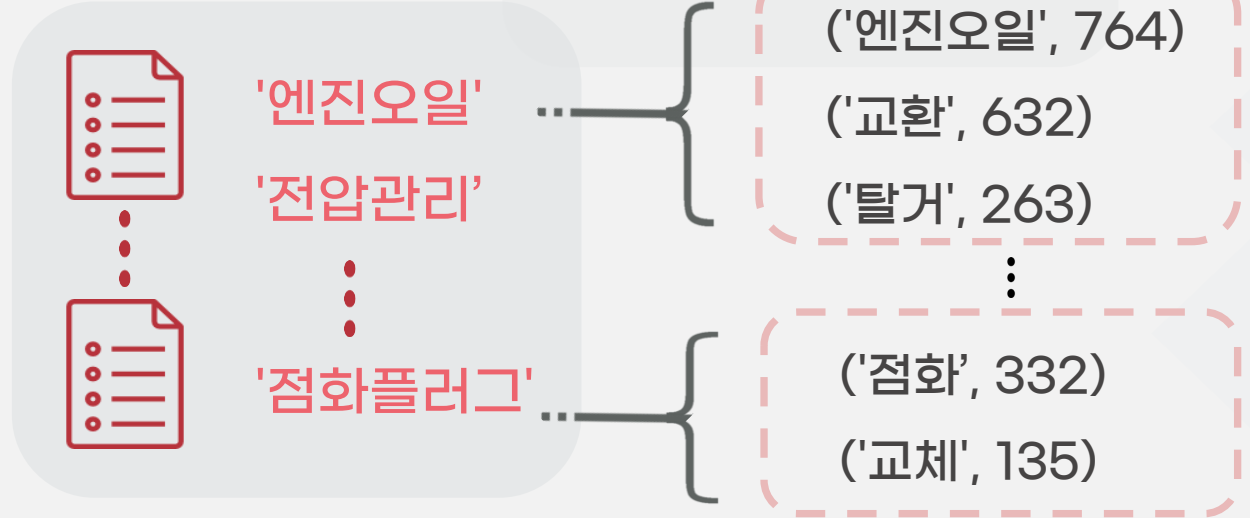 '엔진오일'
'전압관리’
'점화플러그'
('엔진오일', 764)
('교환', 632)
('탈거', 263)
('점화’, 332)
('교체', 135)